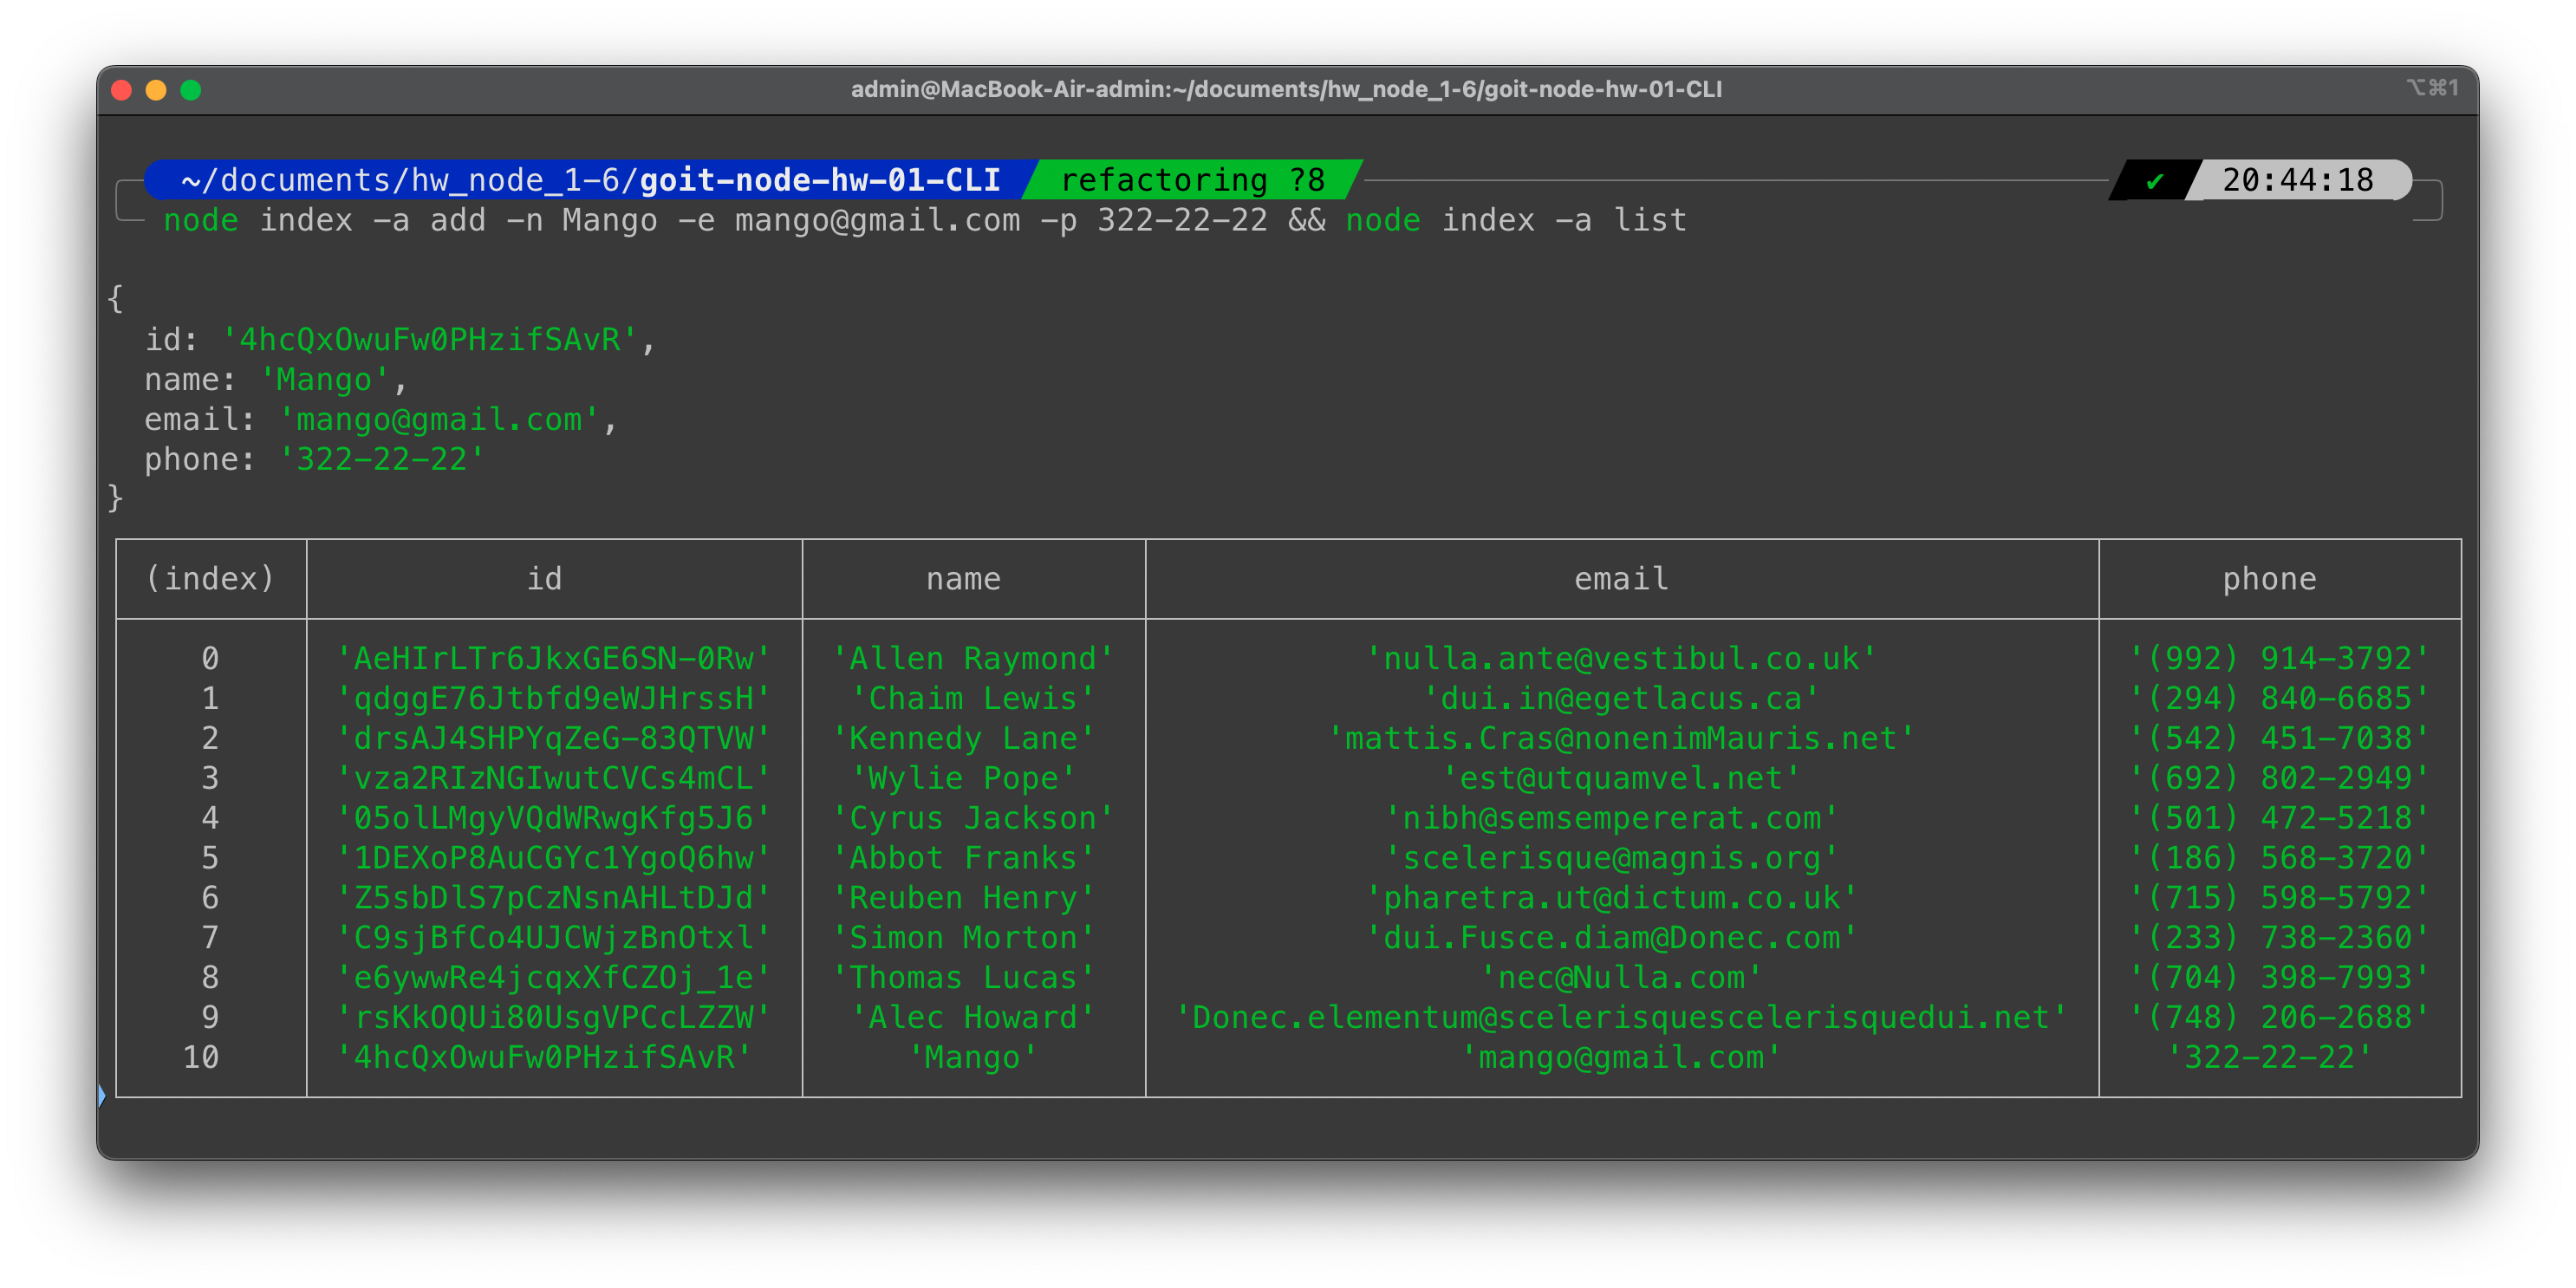 admin@MacBook-Air-admin:~/documents/hw_node_1-6/goit-node-hw-01-CLI ⌥⌘1
~/documents/hw_node_1-6/goit-node-hw-01-CLI refactoring ?8 ✔ 20:44:18
node index -a add -n Mango -e mango@gmail.com -p 322-22-22 && node index -a list
{
id: '4hcQxOwuFw0PHzifSAvR',
name: 'Mango',
email: 'mango@gmail.com',
phone: '322-22-22'
}
(index) id name email phone
0 'AeHIrLTr6JkxGE6SN-0Rw' 'Allen Raymond' 'nulla.ante@vestibul.co.uk' '(992) 914-3792'
1 'qdggE76Jtbfd9eWJHrssH' 'Chaim Lewis' 'dui.in@egetlacus.ca' '(294) 840-6685'
2 'drsAJ4SHPYqZeG-83QTVW' 'Kennedy Lane' 'mattis.Cras@nonenimMauris.net' '(542) 451-7038'
3 'vza2RIzNGIwutCVCs4mCL' 'Wylie Pope' 'est@utquamvel.net' '(692) 802-2949'
4 '05olLMgyVQdWRwgKfg5J6' 'Cyrus Jackson' 'nibh@semsempererat.com' '(501) 472-5218'
5 '1DEXoP8AuCGYc1YgoQ6hw' 'Abbot Franks' 'scelerisque@magnis.org' '(186) 568-3720'
6 'Z5sbDlS7pCzNsnAHLtDJd' 'Reuben Henry' 'pharetra.ut@dictum.co.uk' '(715) 598-5792'
7 'C9sjBfCo4UJCWjzBnOtxl' 'Simon Morton' 'dui.Fusce.diam@Donec.com' '(233) 738-2360'
8 'e6ywwRe4jcqxXfCZOj_1e' 'Thomas Lucas' 'nec@Nulla.com' '(704) 398-7993'
9 'rsKkOQUi80UsgVPCcLZZW' 'Alec Howard' 'Donec.elementum@scelerisquescelerisquedui.net' '(748) 206-2688'
10 '4hcQxOwuFw0PHzifSAvR' 'Mango' 'mango@gmail.com' '322-22-22'